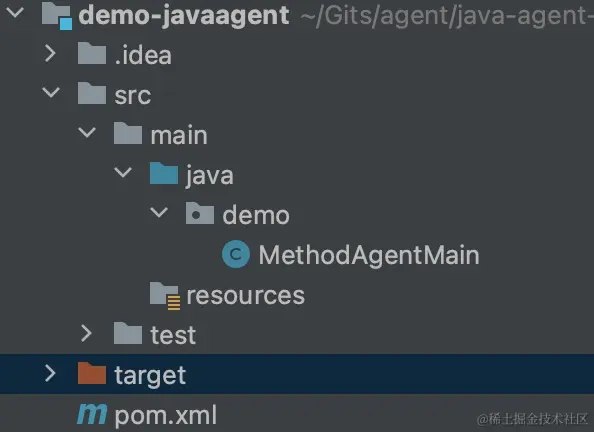 demo-javaagent ~/Gits/agent/java-agent-
.idea
src
main
java
demo
C MethodAgentMain
resources
test
target
m pom.xml
@稀土掘金技术社区